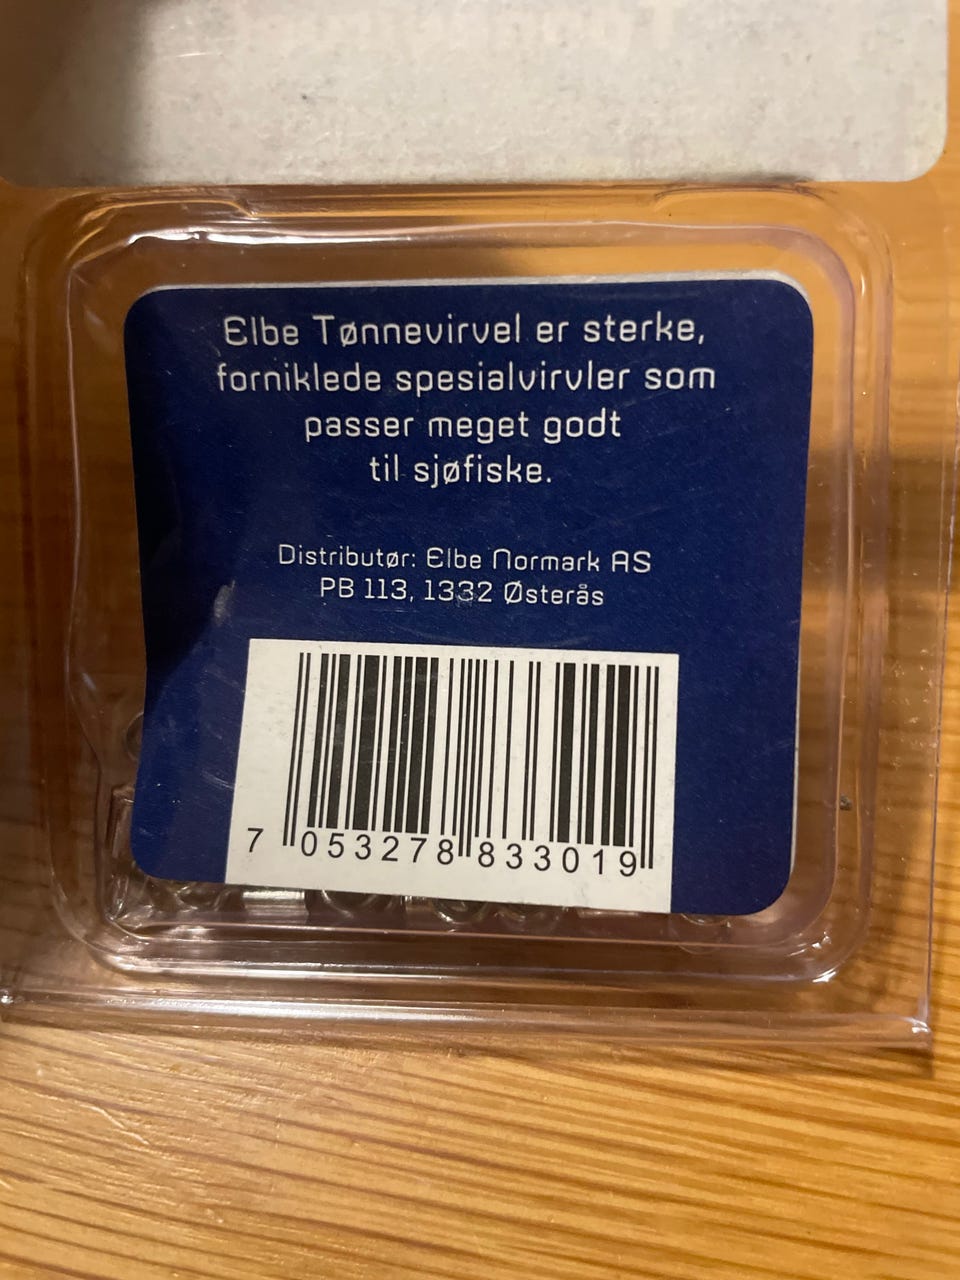 Elbe Tønnevirvel er sterke,
forniklede spesialvirvler som
passer meget godt
til sjøfiske.
Distributør: Elbe Normark AS
PB 113, 1332 Østerås
7 053278 833019